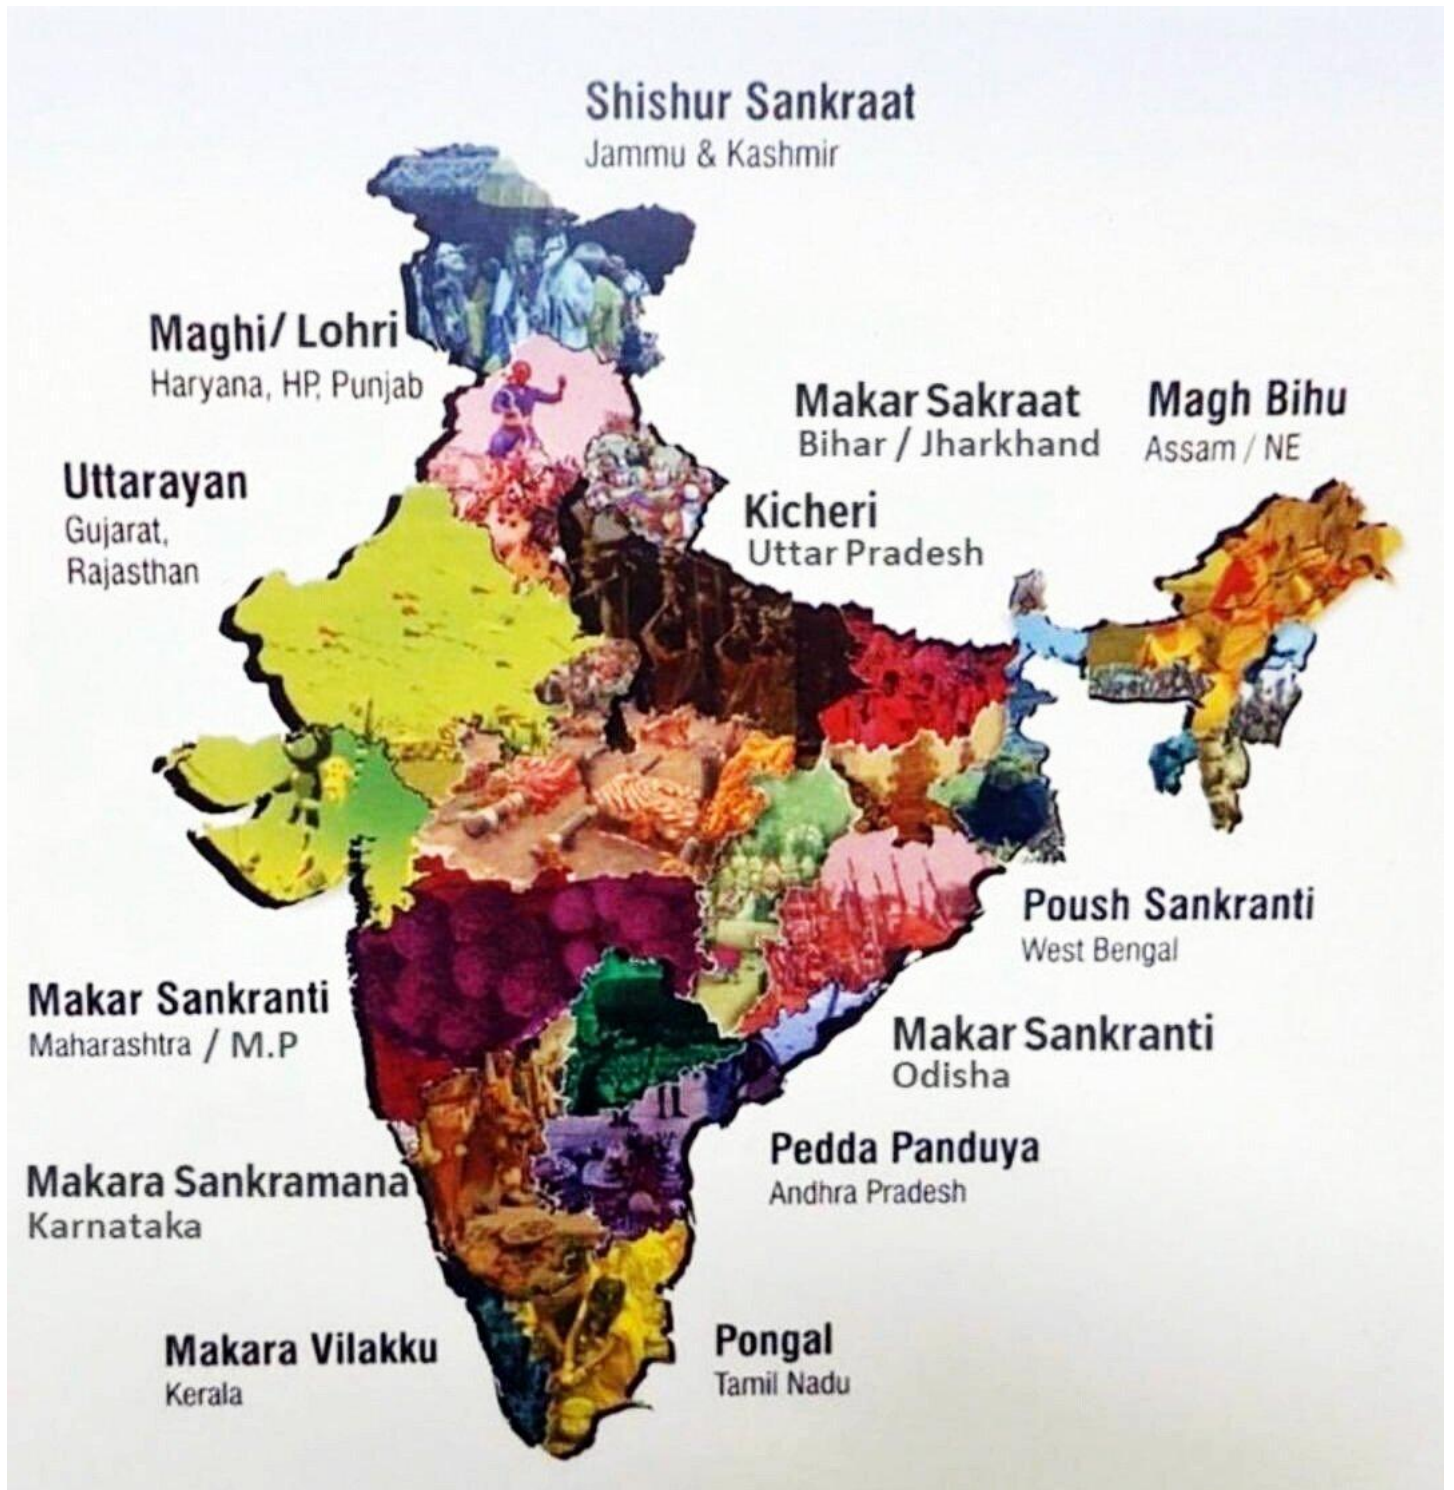 Shishur Sankraat
Jammu & Kashmir
Maghi/ Lohri
Haryana, HP, Punjab
Makar Sakraat
Bihar / Jharkhand
Magh Bihu
Assam / NE
Uttarayan
Gujarat,
Rajasthan
Kicheri
Uttar Pradesh
Poush Sankranti
West Bengal
Makar Sankranti
Maharashtra / M.P
Makar Sankranti
Odisha
Pedda Panduya
Andhra Pradesh
Makara Sankramana
Karnataka
Makara Vilakku
Kerala
Pongal
Tamil Nadu